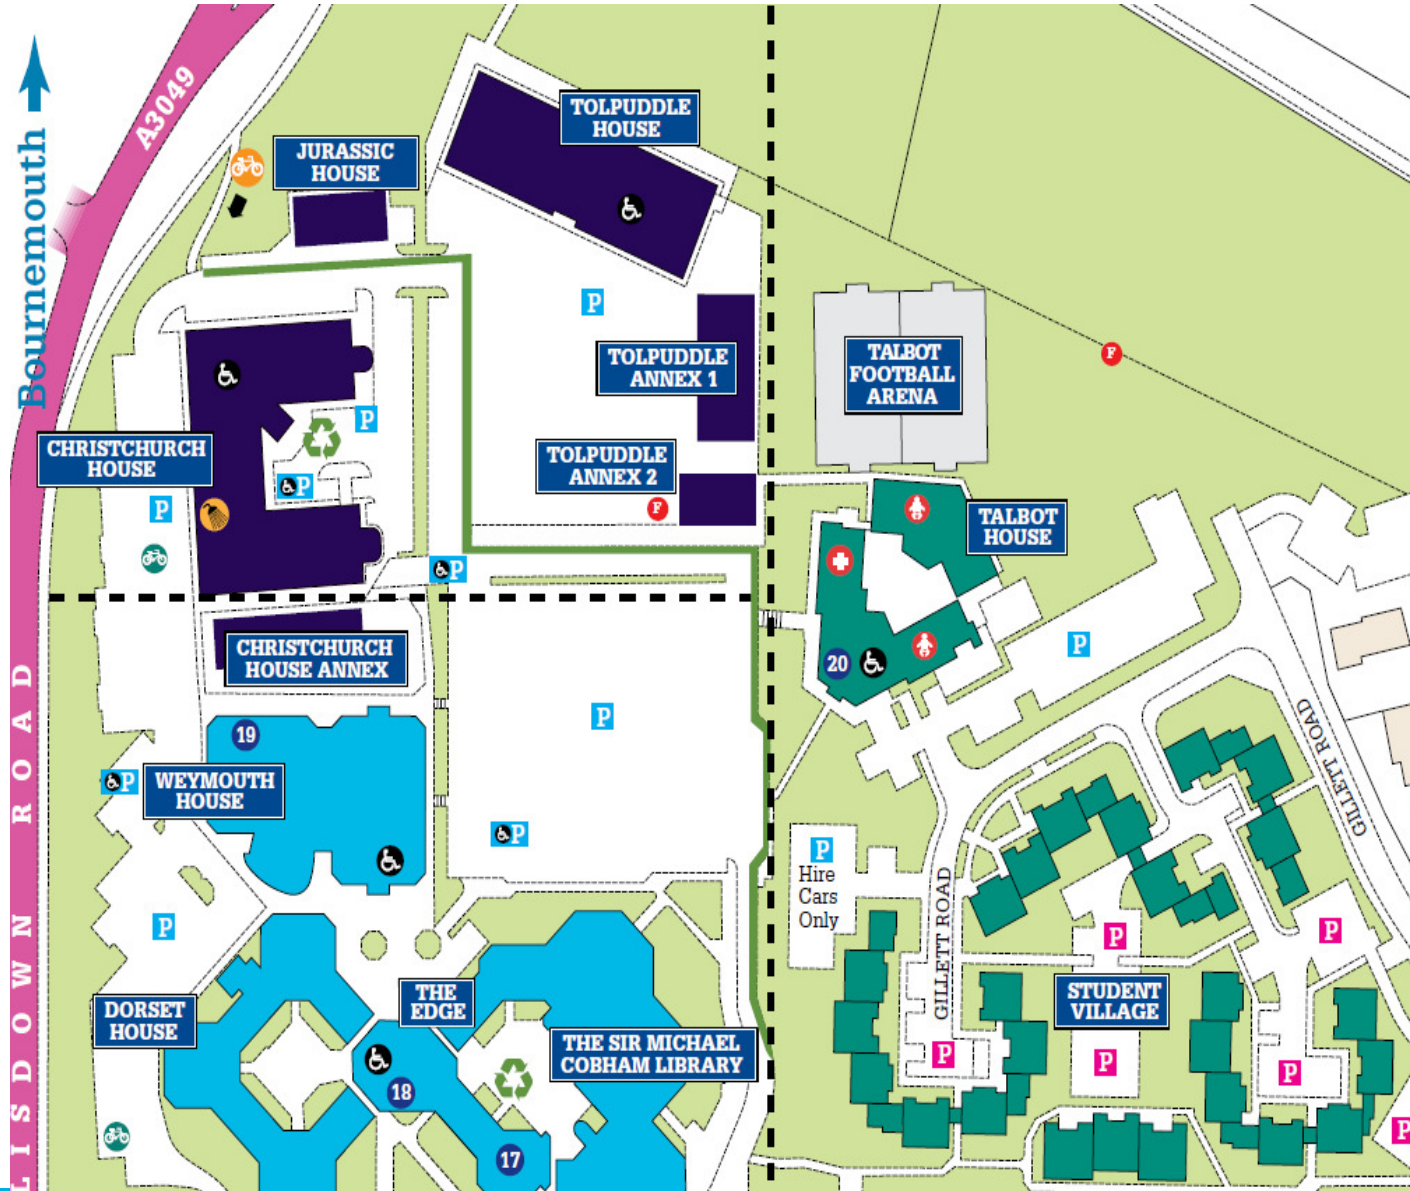 Bournemouth
A3049
JURASSIC
HOUSE
TOLPUDDLE
HOUSE
P
TOLPUDDLE
ANNEX 1
TALBOT
FOOTBALL
ARENA
F
P
CHRISTCHURCH
HOUSE
P
P
TOLPUDDLE
ANNEX 2
F
TALBOT
HOUSE
P
CHRISTCHURCH
HOUSE ANNEX
20
P
P
19
WEYMOUTH
HOUSE
P
P
P
Hire
Cars
Only
GILLETT ROAD
GILLETT ROAD
P
P
P
DORSET
HOUSE
THE
EDGE
THE SIR MICHAEL
COBHAM LIBRARY
STUDENT
VILLAGE
P
P
P
P
18
17
LISDOWN ROAD